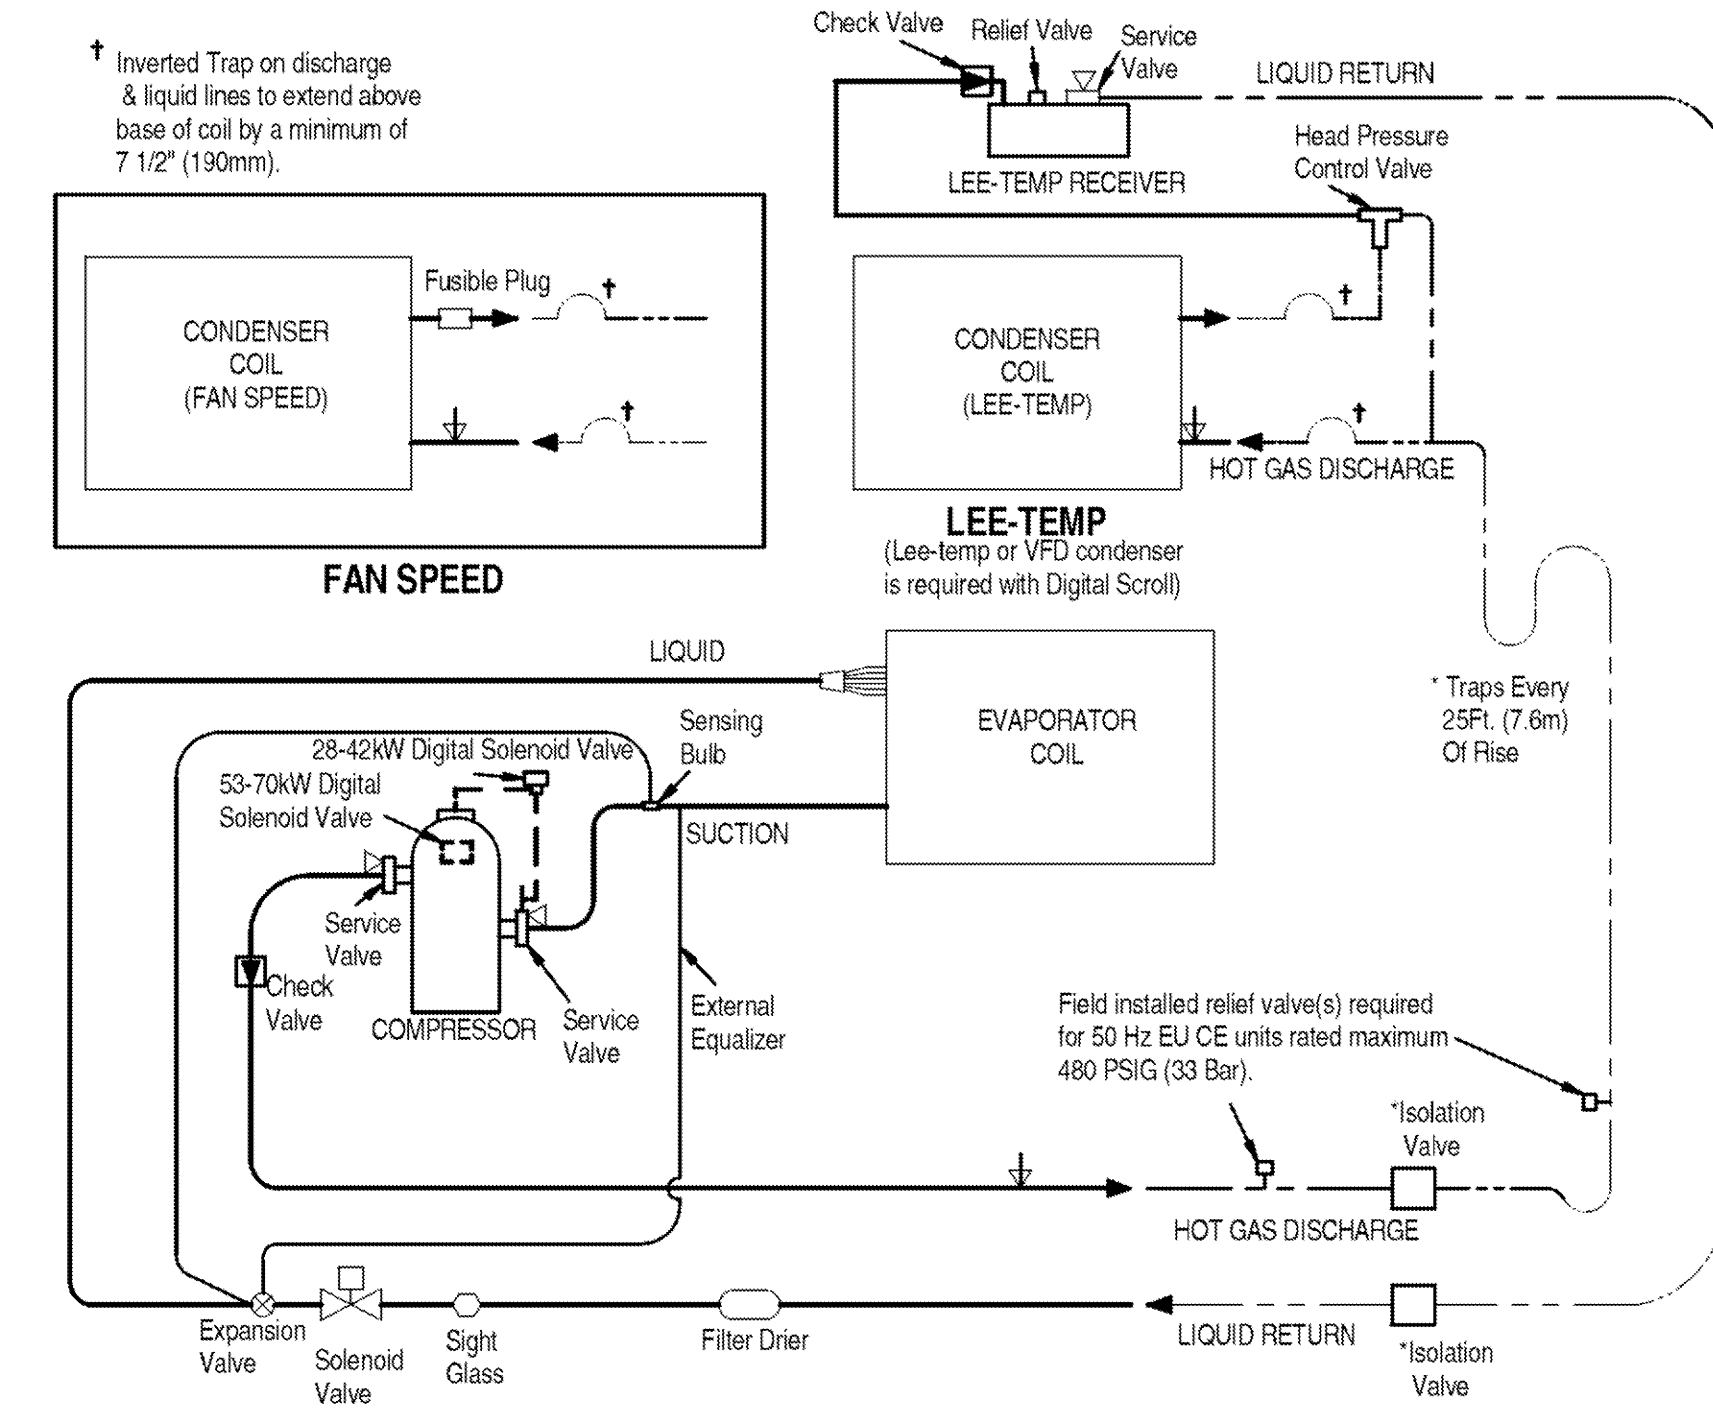 † Inverted Trap on discharge
& liquid lines to extend above
base of coil by a minimum of
7 1/2" (190mm).
Check Valve
Relief Valve
Service
Valve
LIQUID RETURN
Head Pressure
Control Valve
LEE-TEMP RECEIVER
Fusible Plug
†
†
CONDENSER
COIL
(FAN SPEED)
FAN SPEED
CONDENSER
COIL
(LEE-TEMP)
†
†
HOT GAS DISCHARGE
LEE-TEMP
(Lee-temp or VFD condenser
is required with Digital Scroll)
LIQUID
EVAPORATOR
COIL
* Traps Every
25Ft. (7.6m)
Of Rise
Sensing
Bulb
28-42kW Digital Solenoid Valve
53-70kW Digital
Solenoid Valve
SUCTION
Service
Valve
Check
Valve
COMPRESSOR
Service
Valve
External
Equalizer
Field installed relief valve(s) required
for 50 Hz EU CE units rated maximum
480 PSIG (33 Bar).
*Isolation
Valve
HOT GAS DISCHARGE
Expansion
Valve
Solenoid
Valve
Sight
Glass
Filter Drier
LIQUID RETURN
*Isolation
Valve